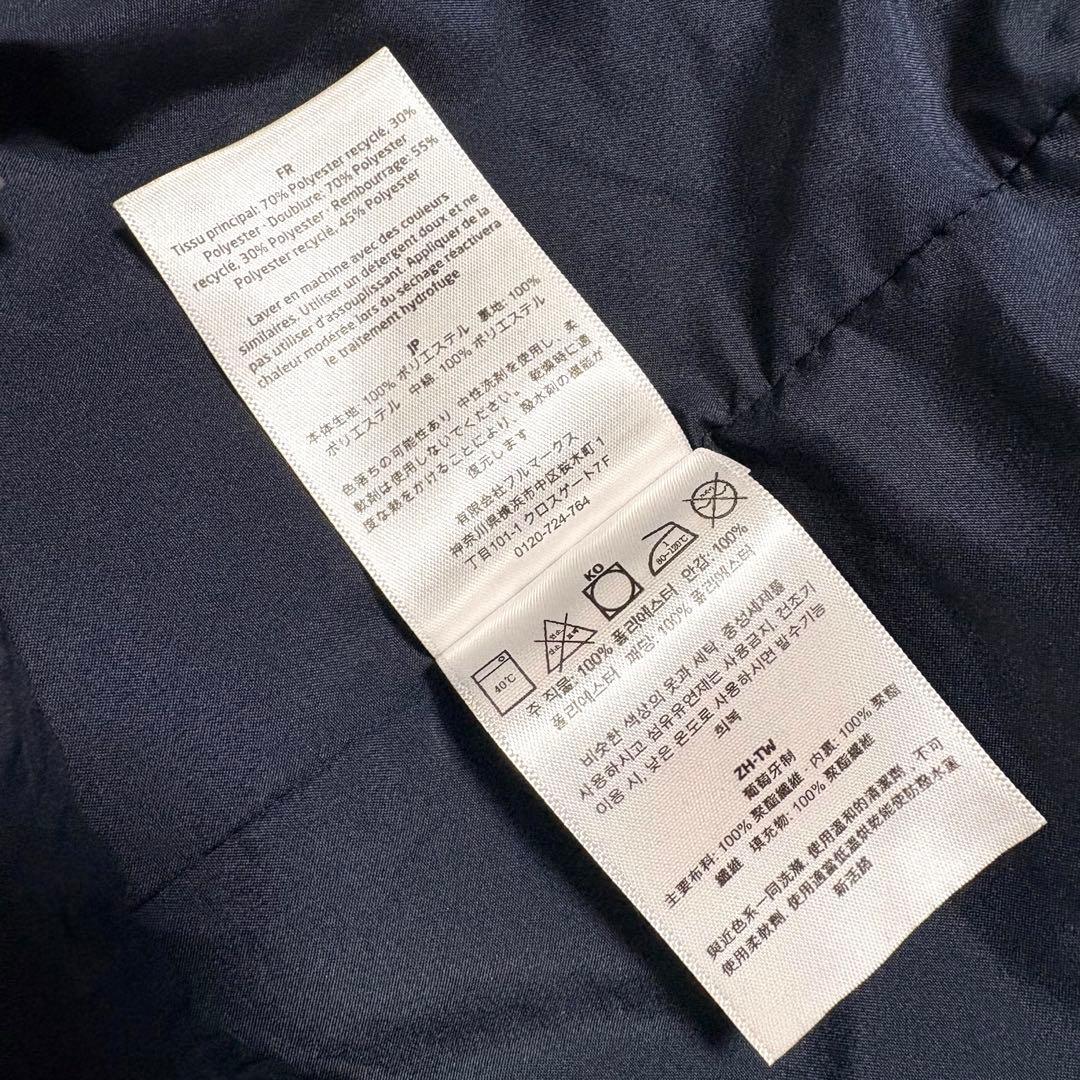 FR
Tissu principal: 70% Polyester recyclé, 30%
Polyester - Doublure: 70% Polyester
recyclé, 30% Polyester - Rembourrage: 55%
Polyester recyclé, 45% Polyester
Laver en machine avec des couleurs
similaires. Utiliser un détergent doux et ne
pas utiliser d'assouplissant. Appliquer de la
chaleur modérée lors du séchage réactivera
le traitement hydrofuge
JP
本体生地: 100% ポリエステル 裏地: 100%
ポリエステル 中綿: 100% ポリエステル
色落ちの可能性あり, 中性洗剤を使用し、柔
軟剤は使用しないでください。乾燥時に適
度な熱をかけることにより、撥水剤の機能が
復元します
有限会社フルマークス
神奈川県横浜市中区桜木町1
丁目101-1 クロスゲート7F
0120-724-764
40℃
KO
1
80~120℃
주 직물: 100% 폴리에스터 안감: 100%
폴리에스터 패딩: 100% 폴리에스터
비슷한 색상의 옷과 세탁, 중성세제를
사용하시고 섬유유연제는 사용금지, 건조기
이용 시, 낮은 온도로 사용하시면 발수기능
회복
ZH-TW
葡萄牙制
主要布料: 100% 聚酯纖維 內裏: 100% 聚酯
纖維 填充物: 100% 聚酯纖維
與近色系一同洗滌, 使用溫和的清潔劑, 不可
使用柔軟劑, 使用適當低溫烘乾能使防潑水重
新活絡